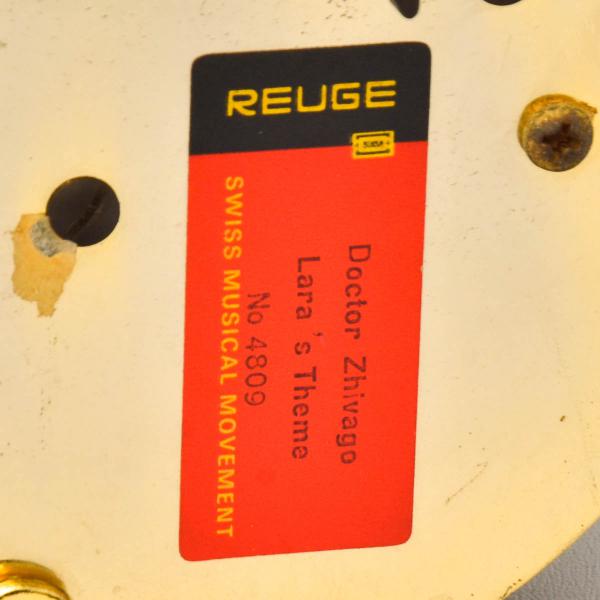 REUGE
Doctor Zhivago
Lara's Theme
No 4809
SWISS MUSICAL MOVEMENT